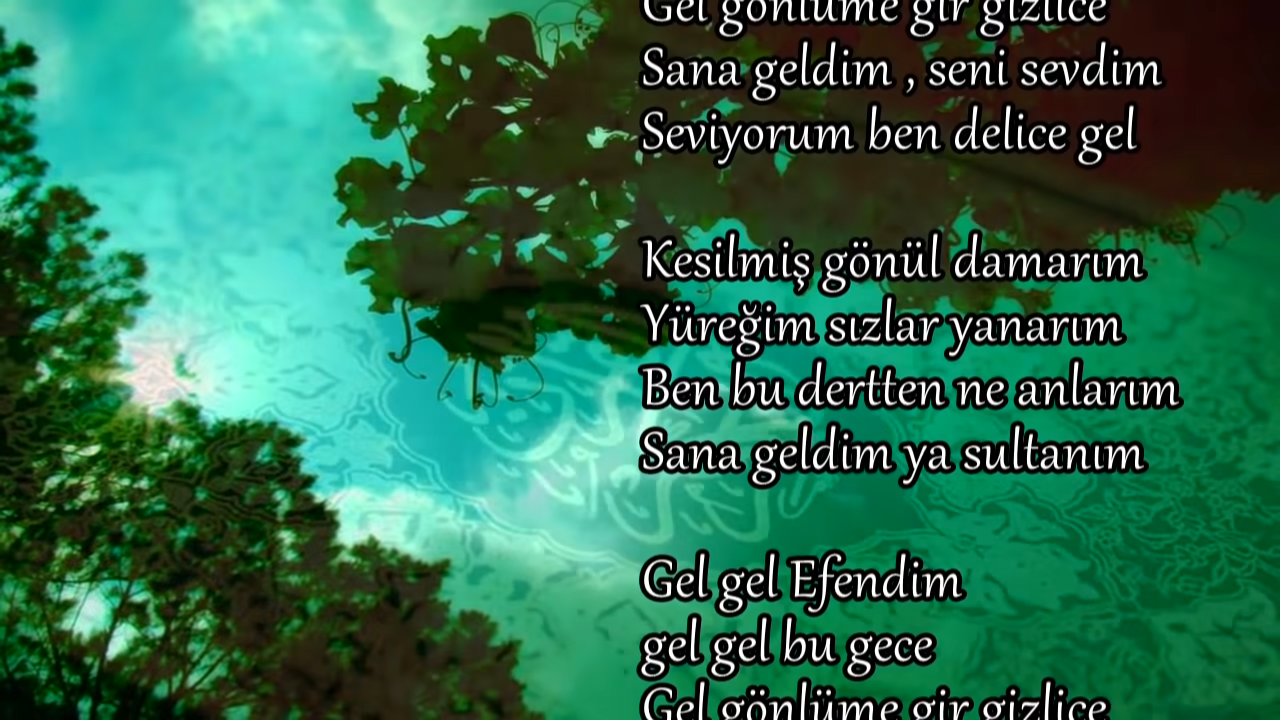 Gel gönlüme gir gizlice
Sana geldim , seni sevdim
Seviyorum ben delice gel
Kesilmiş gönül damarım
Yüreğim sızlar yanarım
Ben bu dertten ne anlarım
Sana geldim ya sultanım
Gel gel Efendim
gel gel bu gece
Gel gönlüme gir gizlice